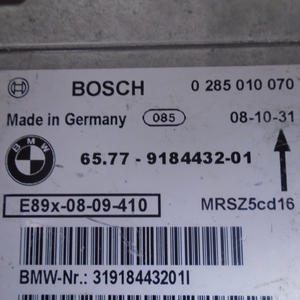 BOSCH 0 285 010 070
Made in Germany 085 08-10-31
BMW 65.77 - 9184432-01
E89x-08-09-410 MRSZ5cd16
BMW-Nr.: 31918443201I